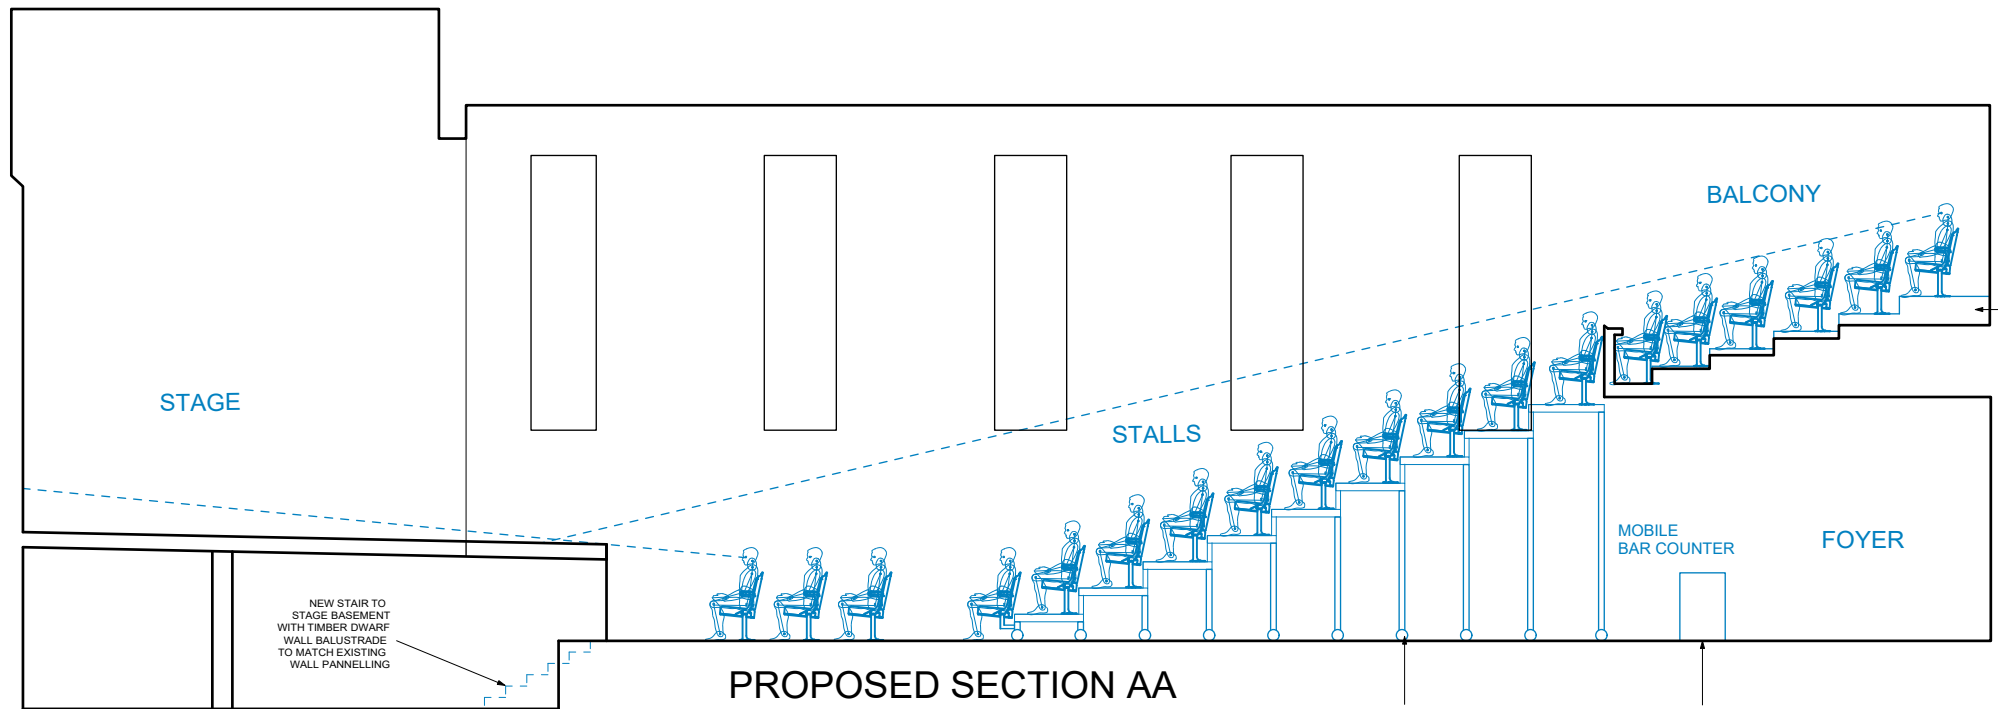 BALCONY
STAGE
STALLS
MOBILE
BAR COUNTER
FOYER
NEW STAIR TO
STAGE BASEMENT
WITH TIMBER DWARF
WALL BALUSTRADE
TO MATCH EXISTING
WALL PANNELLING
PROPOSED SECTION AA